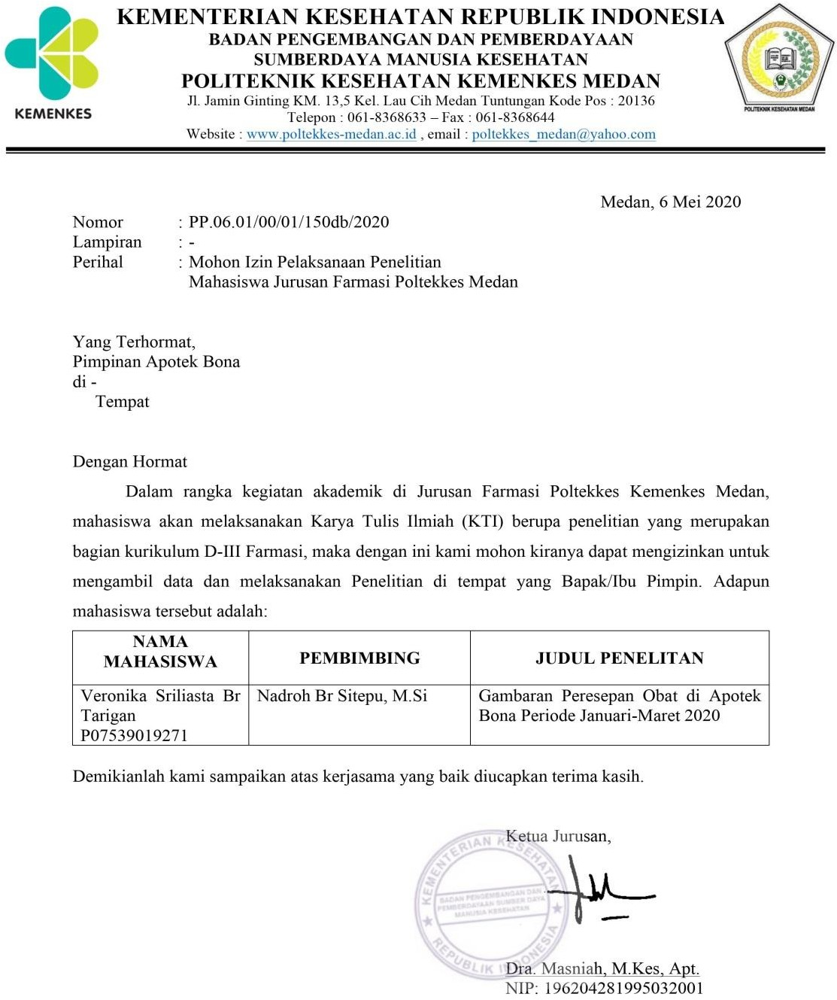 KEMENTERIAN KESEHATAN REPUBLIK INDONESIA
BADAN PENGEMBANGAN DAN PEMBERDAYAAN
SUMBERDAYA MANUSIA KESEHATAN
POLITEKNIK KESEHATAN KEMENKES MEDAN
Jl. Jamin Ginting KM. 13,5 Kel. Lau Cih Medan Tuntungan Kode Pos : 20136
Telepon : 061-8368633 – Fax : 061-8368644
Website : www.poltekkes-medan.ac.id , email : poltekkes_medan@yahoo.com
KEMENKES
POLITEKNIK KESEHATAN MEDAN
Medan, 6 Mei 2020
Nomor : PP.06.01/00/01/150db/2020
Lampiran : -
Perihal : Mohon Izin Pelaksanaan Penelitian
Mahasiswa Jurusan Farmasi Poltekkes Medan
Yang Terhormat,
Pimpinan Apotek Bona
di -
Tempat
Dengan Hormat
Dalam rangka kegiatan akademik di Jurusan Farmasi Poltekkes Kemenkes Medan,
mahasiswa akan melaksanakan Karya Tulis Ilmiah (KTI) berupa penelitian yang merupakan
bagian kurikulum D-III Farmasi, maka dengan ini kami mohon kiranya dapat mengizinkan untuk
mengambil data dan melaksanakan Penelitian di tempat yang Bapak/Ibu Pimpin. Adapun
mahasiswa tersebut adalah:
NAMA
MAHASISWA
PEMBIMBING
JUDUL PENELITAN
Veronika Sriliasta Br
Tarigan
P07539019271
Nadroh Br Sitepu, M.Si
Gambaran Peresepan Obat di Apotek
Bona Periode Januari-Maret 2020
Demikianlah kami sampaikan atas kerjasama yang baik diucapkan terima kasih.
Ketua Jurusan,
KEMENTERIAN KESEHATAN
BADAN PENGEMBANGAN DAN
PEMBERDAYAAN SUMBER DAYA
MANUSIA KESEHATAN
REPUBLIK INDONESIA
Dra. Masniah, M.Kes, Apt.
NIP: 196204281995032001